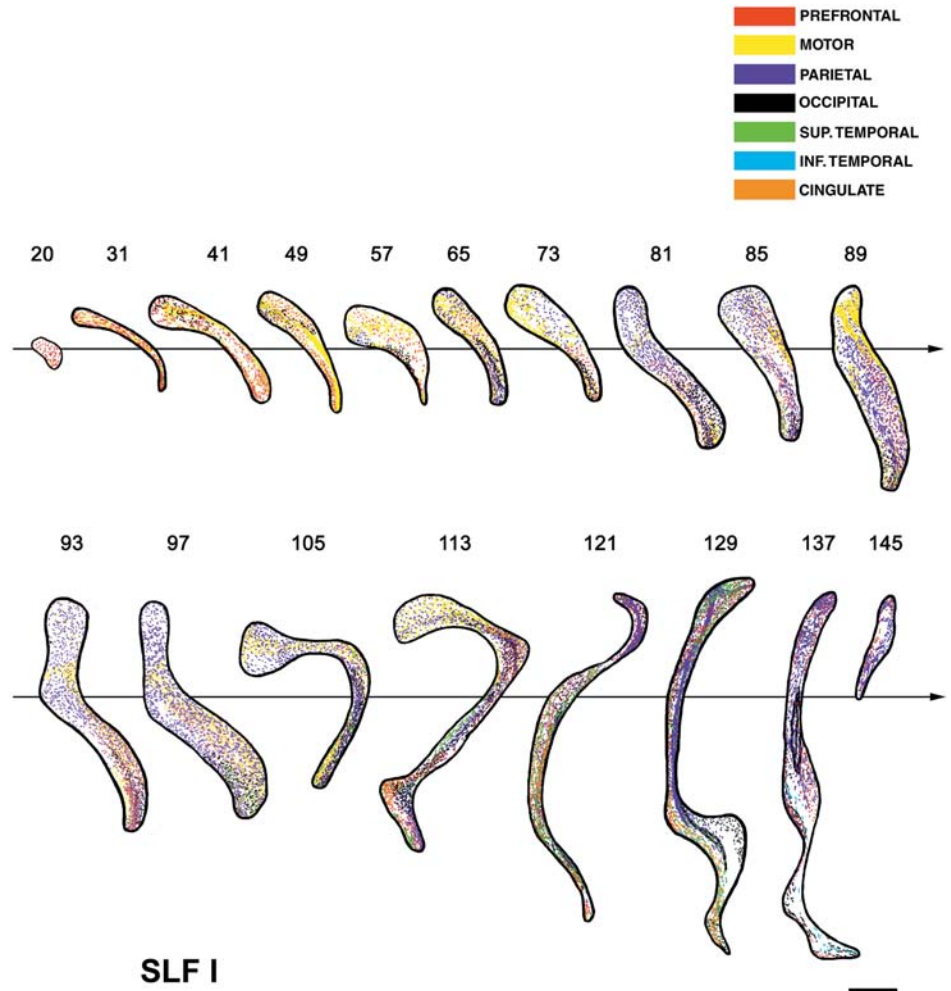 PREFRONTAL
MOTOR
PARIETAL
OCCIPITAL
SUP. TEMPORAL
INF. TEMPORAL
CINGULATE
20 31 41 49 57 65 73 81 85 89
93 97 105 113 121 129 137 145
SLF I